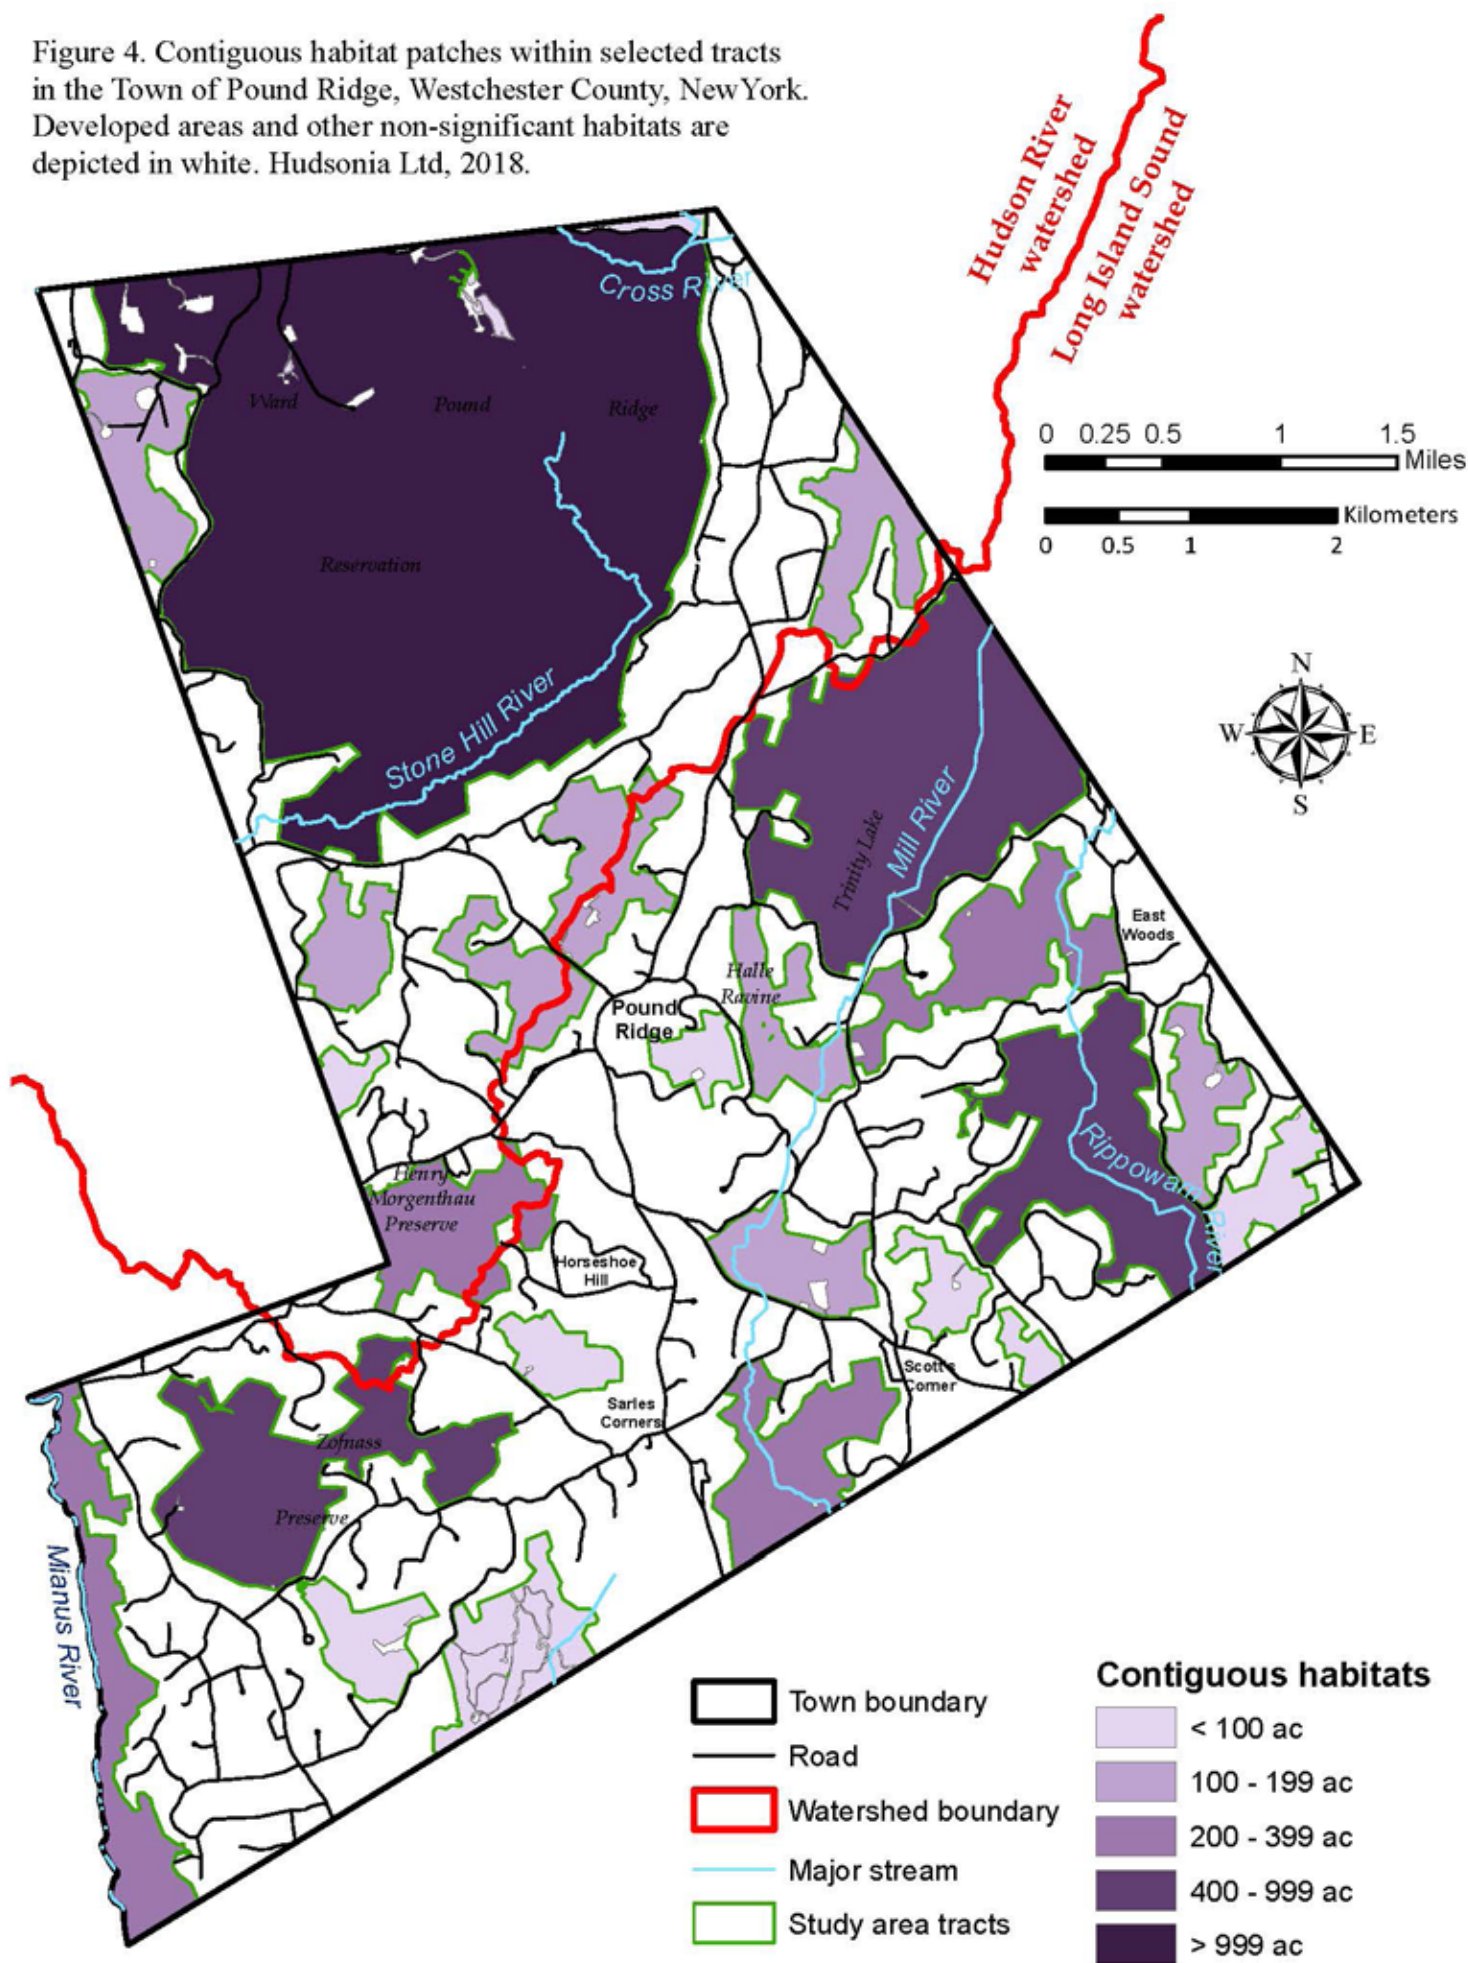 Figure 4. Contiguous habitat patches within selected tracts
in the Town of Pound Ridge, Westchester County, NewYork.
Developed areas and other non-significant habitats are
depicted in white. Hudsonia Ltd, 2018.
Hudson River
watershed
Long Island Sound
watershed
Cross River
Ward Pound Ridge
Reservation
0 0.25 0.5 1 1.5
Miles
Kilometers
0 0.5 1 2
N
W E
S
Stone Hill River
Mill River
Trinity Lake
East
Woods
Halle
Ravine
Pound
Ridge
Rippowam River
Henry
Morgenthau
Preserve
Horseshoe
Hill
Scott's
Corner
Sarles
Corners
Zofnass
Preserve
Mianus River
Town boundary
Road
Watershed boundary
Major stream
Study area tracts
Contiguous habitats
< 100 ac
100 - 199 ac
200 - 399 ac
400 - 999 ac
> 999 ac